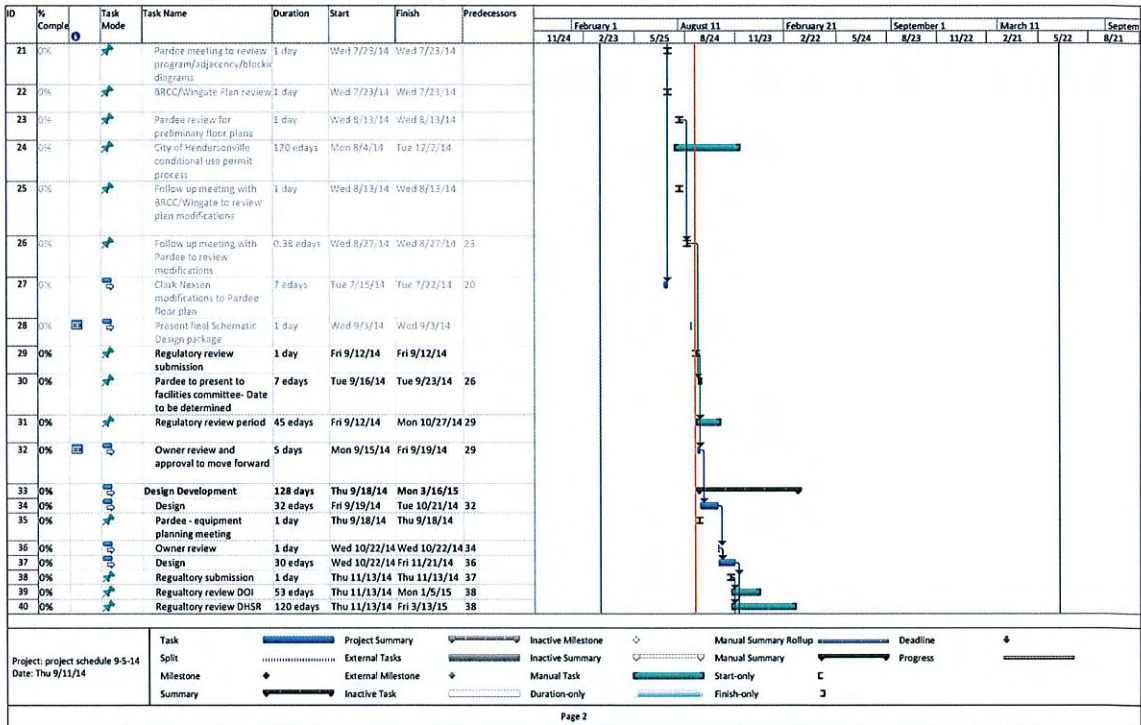 ID % Comple Task Mode Task Name Duration Start Finish Predecessors
February 1 August 11 February 21 September 1 March 11 Septem
11/24 2/23 5/25 8/24 11/23 2/22 5/24 8/23 11/22 2/21 5/22 8/21
21 0% Pardee meeting to review 1 day Wed 7/23/14 Wed 7/23/14
program/adjacency/blockin
diagrams
22 0% BRCC/Wingate Plan review 1 day Wed 7/23/14 Wed 7/23/14
23 0% Pardee review for 1 day Wed 8/13/14 Wed 8/13/14
preliminary floor plans
24 0% City of Hendersonville 120 edays Mon 8/4/14 Tue 12/2/14
conditional use permit
process
25 0% Follow up meeting with 1 day Wed 8/13/14 Wed 8/13/14
BRCC/Wingate to review
plan modifications
26 0% Follow up meeting with 0.38 edays Wed 8/27/14 Wed 8/27/14 23
Pardee to review
modifications
27 0% Clark Nexsen 7 edays Tue 7/15/14 Tue 7/22/14 20
modifications to Pardee
floor plan
28 0% Present final Schematic 1 day Wed 9/3/14 Wed 9/3/14
Design package
29 0% Regulatory review 1 day Fri 9/12/14 Fri 9/12/14
submission
30 0% Pardee to present to 7 edays Tue 9/16/14 Tue 9/23/14 26
facilities committee- Date
to be determined
31 0% Regulatory review period 45 edays Fri 9/12/14 Mon 10/27/14 29
32 0% Owner review and 5 days Mon 9/15/14 Fri 9/19/14 29
approval to move forward
33 0% Design Development 128 days Thu 9/18/14 Mon 3/16/15
34 0% Design 32 edays Fri 9/19/14 Tue 10/21/14 32
35 0% Pardee - equipment 1 day Thu 9/18/14 Thu 9/18/14
planning meeting
36 0% Owner review 1 day Wed 10/22/14 Wed 10/22/14 34
37 0% Design 30 edays Wed 10/22/14 Fri 11/21/14 36
38 0% Regualtory submission 1 day Thu 11/13/14 Thu 11/13/14 37
39 0% Regualtory review DOI 53 edays Thu 11/13/14 Mon 1/5/15 38
40 0% Regualtory review DHSR 120 edays Thu 11/13/14 Fri 3/13/15 38
Project: project schedule 9-5-14
Date: Thu 9/11/14
Task Project Summary Inactive Milestone Manual Summary Rollup Deadline
Split External Tasks Inactive Summary Manual Summary Progress
Milestone External Milestone Manual Task Start-only
Summary Inactive Task Duration-only Finish-only
Page 2